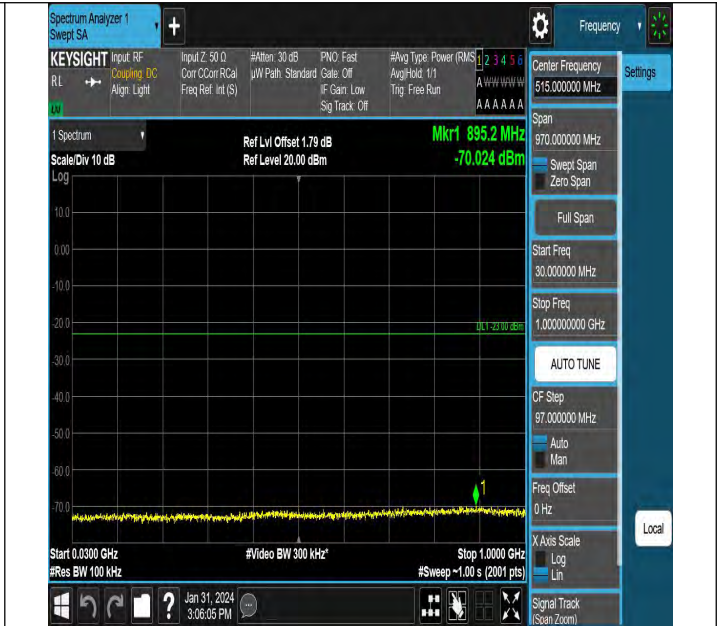 Spectrum Analyzer 1
Swept SA
+
Frequency
KEYSIGHT
RL
Input: RF
Coupling: DC
Align: Light
Input Z: 50 Ω
Corr CCorr RCal
Freq Ref: Int (S)
#Atten: 30 dB
µW Path: Standard
PNO: Fast
Gate: Off
IF Gain: Low
Sig Track: Off
#Avg Type: Power (RMS
Avg|Hold: 1/1
Trig: Free Run
1 2 3 4 5 6
A W W W W W
A A A A A A
1 Spectrum
Scale/Div 10 dB
Log
Ref Lvl Offset 1.79 dB
Ref Level 20.00 dBm
Mkr1 895.2 MHz
-70.024 dBm
10.0
0.00
-10.0
-20.0
DL1 -23.00 dBm
-30.0
-40.0
-50.0
-60.0
-70.0
1
Start 0.0300 GHz
#Res BW 100 kHz
#Video BW 300 kHz*
Stop 1.0000 GHz
#Sweep ~1.00 s (2001 pts)
Center Frequency
515.000000 MHz
Settings
Span
970.000000 MHz
Swept Span
Zero Span
Full Span
Start Freq
30.000000 MHz
Stop Freq
1.000000000 GHz
AUTO TUNE
CF Step
97.000000 MHz
Auto
Man
Freq Offset
0 Hz
X Axis Scale
Log
Lin
Local
Signal Track
(Span Zoom)
?
Jan 31, 2024
3:06:05 PM